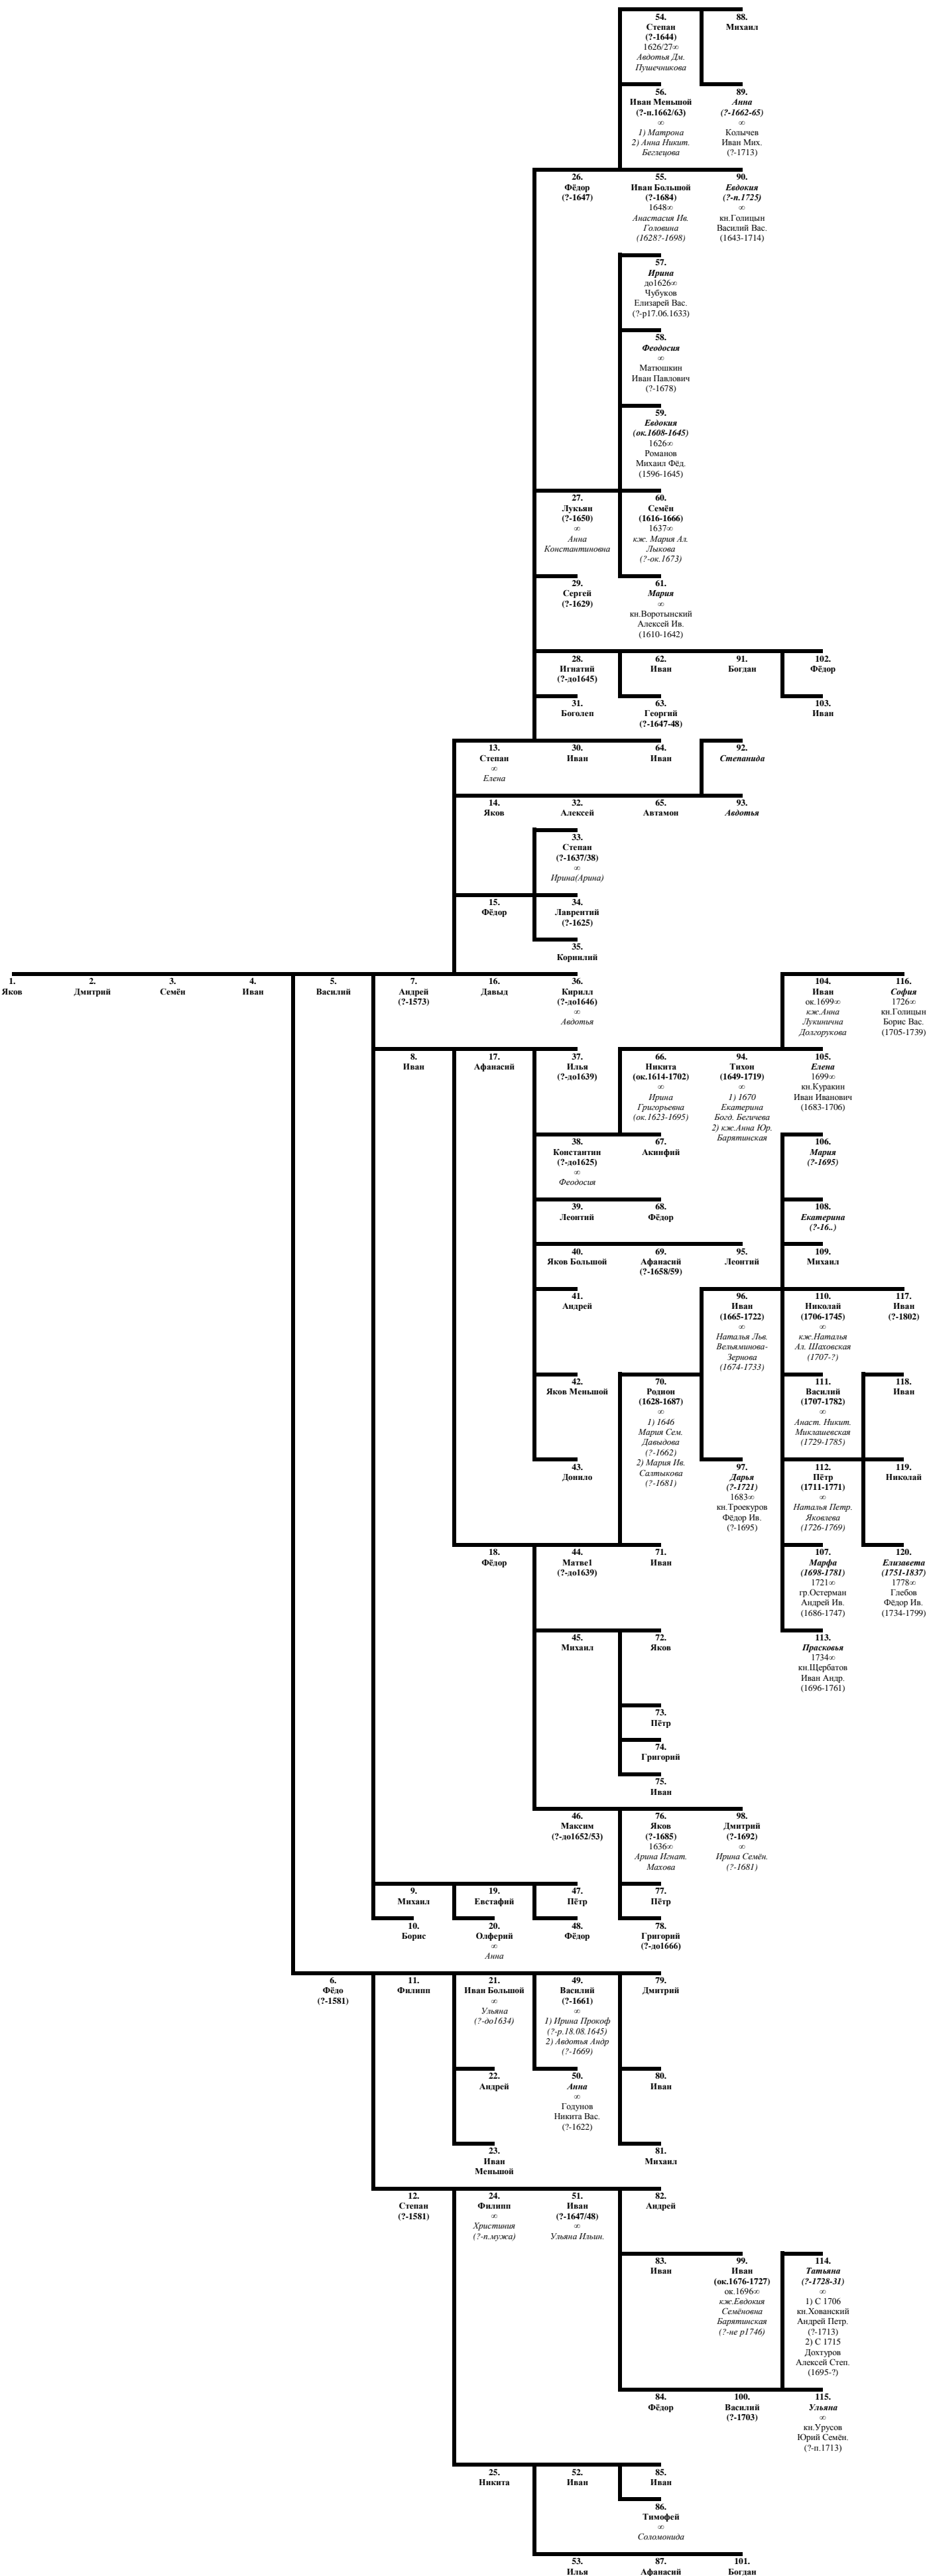 54.
Степан
(?-1644)
1626/27∞
Авдотья Дм.
Пушечникова
88.
Михаил
56.
Иван Меньшой
(?-п.1662/63)
∞
1) Матрона
2) Анна Никит.
Беглецова
89.
Анна
(?-1662-65)
∞
Колычев
Иван Мих.
(?-1713)
26.
Фёдор
(?-1647)
55.
Иван Большой
(?-1684)
1648∞
Анастасия Ив.
Головина
(1628?-1698)
90.
Евдокия
(?-п.1725)
∞
кн.Голицын
Василий Вас.
(1643-1714)
57.
Ирина
до1626∞
Чубуков
Елизарей Вас.
(?-р17.06.1633)
58.
Феодосия
∞
Матюшкин
Иван Павлович
(?-1678)
59.
Евдокия
(ок.1608-1645)
1626∞
Романов
Михаил Фёд.
(1596-1645)
27.
Лукьян
(?-1650)
∞
Анна
Константиновна
60.
Семён
(1616-1666)
1637∞
кж. Мария Ал.
Лыкова
(?-ок.1673)
29.
Сергей
(?-1629)
61.
Мария
∞
кн.Воротынский
Алексей Ив.
(1610-1642)
28.
Игнатий
(?-до1645)
62.
Иван
91.
Богдан
102.
Фёдор
31.
Боголеп
63.
Георгий
(?-1647-48)
103.
Иван
13.
Степан
∞
Елена
30.
Иван
64.
Иван
92.
Степанида
14.
Яков
32.
Алексей
65.
Автамон
93.
Авдотья
33.
Степан
(?-1637/38)
∞
Ирина(Арина)
15.
Фёдор
34.
Лаврентий
(?-1625)
35.
Корнилий
1.
Яков
2.
Дмитрий
3.
Семён
4.
Иван
5.
Василий
7.
Андрей
(?-1573)
16.
Давыд
36.
Кирилл
(?-до1646)
∞
Авдотья
104.
Иван
ок.1699∞
кж.Анна
Лукинична
Долгорукова
116.
София
1726∞
кн.Голицын
Борис Вас.
(1705-1739)
8.
Иван
17.
Афанасий
37.
Илья
(?-до1639)
66.
Никита
(ок.1614-1702)
∞
Ирина
Григорьевна
(ок.1623-1695)
94.
Тихон
(1649-1719)
∞
1) 1670
Екатерина
Богд. Бегичева
2) кж.Анна Юр.
Барятинская
105.
Елена
1699∞
кн.Куракин
Иван Иванович
(1683-1706)
38.
Константин
(?-до1625)
∞
Феодосия
67.
Акинфий
106.
Мария
(?-1695)
39.
Леонтий
68.
Фёдор
108.
Екатерина
(?-16..)
40.
Яков Большой
69.
Афанасий
(?-1658/59)
95.
Леонтий
109.
Михаил
41.
Андрей
96.
Иван
(1665-1722)
∞
Наталья Льв.
Вельяминова-
Зернова
(1674-1733)
110.
Николай
(1706-1745)
∞
кж.Наталья
Ал. Шаховская
(1707-?)
117.
Иван
(?-1802)
42.
Яков Меньшой
70.
Родион
(1628-1687)
∞
1) 1646
Мария Сем.
Давыдова
(?-1662)
2) Мария Ив.
Салтыкова
(?-1681)
111.
Василий
(1707-1782)
∞
Анаст. Никит.
Миклашевская
(1729-1785)
118.
Иван
43.
Донило
97.
Дарья
(?-1721)
1683∞
кн.Троекуров
Фёдор Ив.
(?-1695)
112.
Пётр
(1711-1771)
∞
Наталья Петр.
Яковлева
(1726-1769)
119.
Николай
18.
Фёдор
44.
Матве1
(?-до1639)
71.
Иван
107.
Марфа
(1698-1781)
1721∞
гр.Остерман
Андрей Ив.
(1686-1747)
120.
Елизавета
(1751-1837)
1778∞
Глебов
Фёдор Ив.
(1734-1799)
45.
Михаил
72.
Яков
113.
Прасковья
1734∞
кн.Щербатов
Иван Андр.
(1696-1761)
73.
Пётр
74.
Григорий
75.
Иван
46.
Максим
(?-до1652/53)
76.
Яков
(?-1685)
1636∞
Арина Игнат.
Махова
98.
Дмитрий
(?-1692)
∞
Ирина Семён.
(?-1681)
9.
Михаил
19.
Евстафий
47.
Пётр
77.
Пётр
10.
Борис
20.
Олферий
∞
Анна
48.
Фёдор
78.
Григорий
(?-до1666)
6.
Фёдо
(?-1581)
11.
Филипп
21.
Иван Большой
∞
Ульяна
(?-до1634)
49.
Василий
(?-1661)
∞
1) Ирина Прокоф
(?-р.18.08.1645)
2) Авдотья Андр
(?-1669)
79.
Дмитрий
22.
Андрей
50.
Анна
∞
Годунов
Никита Вас.
(?-1622)
80.
Иван
23.
Иван
Меньшой
81.
Михаил
12.
Степан
(?-1581)
24.
Филипп
∞
Христиния
(?-п.мужа)
51.
Иван
(?-1647/48)
∞
Ульяна Ильин.
82.
Андрей
83.
Иван
99.
Иван
(ок.1676-1727)
ок.1696∞
кж.Евдокия
Семёновна
Барятинская
(?-не р1746)
114.
Татьяна
(?-1728-31)
∞
1) С 1706
кн.Хованский
Андрей Петр.
(?-1713)
2) С 1715
Дохтуров
Алексей Степ.
(1695-?)
84.
Фёдор
100.
Василий
(?-1703)
115.
Ульяна
∞
кн.Урусов
Юрий Семён.
(?-п.1713)
25.
Никита
52.
Иван
85.
Иван
86.
Тимофей
∞
Соломонида
53.
Илья
87.
Афанасий
101.
Богдан